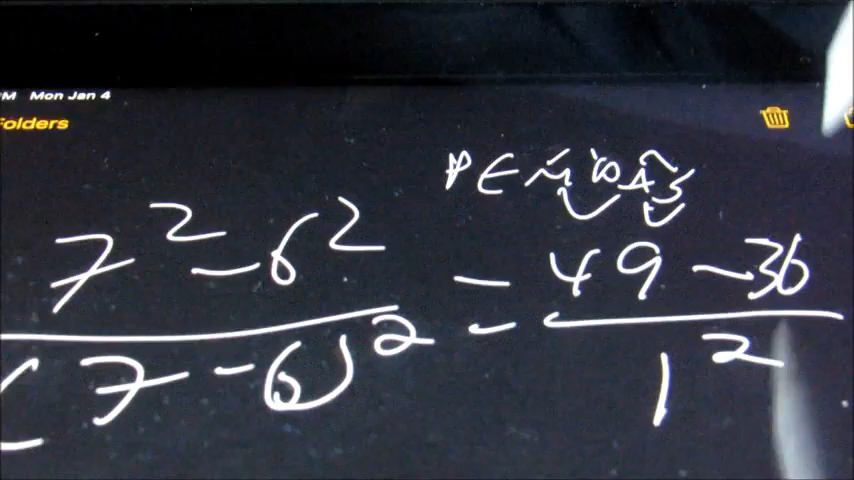 M Mon Jan 4
Folders
PEMDAS
7² - 6² = 49 - 36
(7 - 6)² 1²